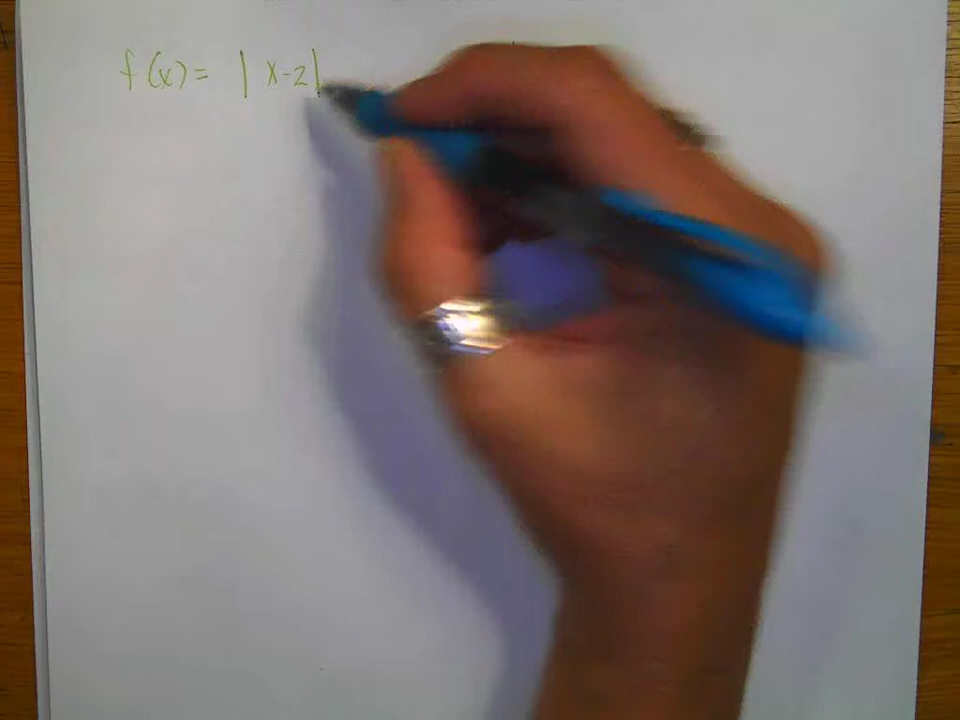 f(x) = |x-2|